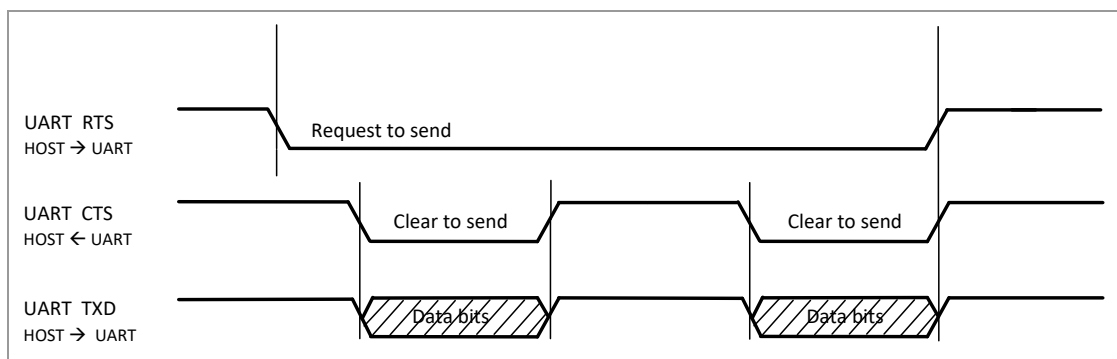 UART RTS
HOST → UART
Request to send
UART CTS
HOST ← UART
Clear to send
Clear to send
UART TXD
HOST → UART
Data bits
Data bits